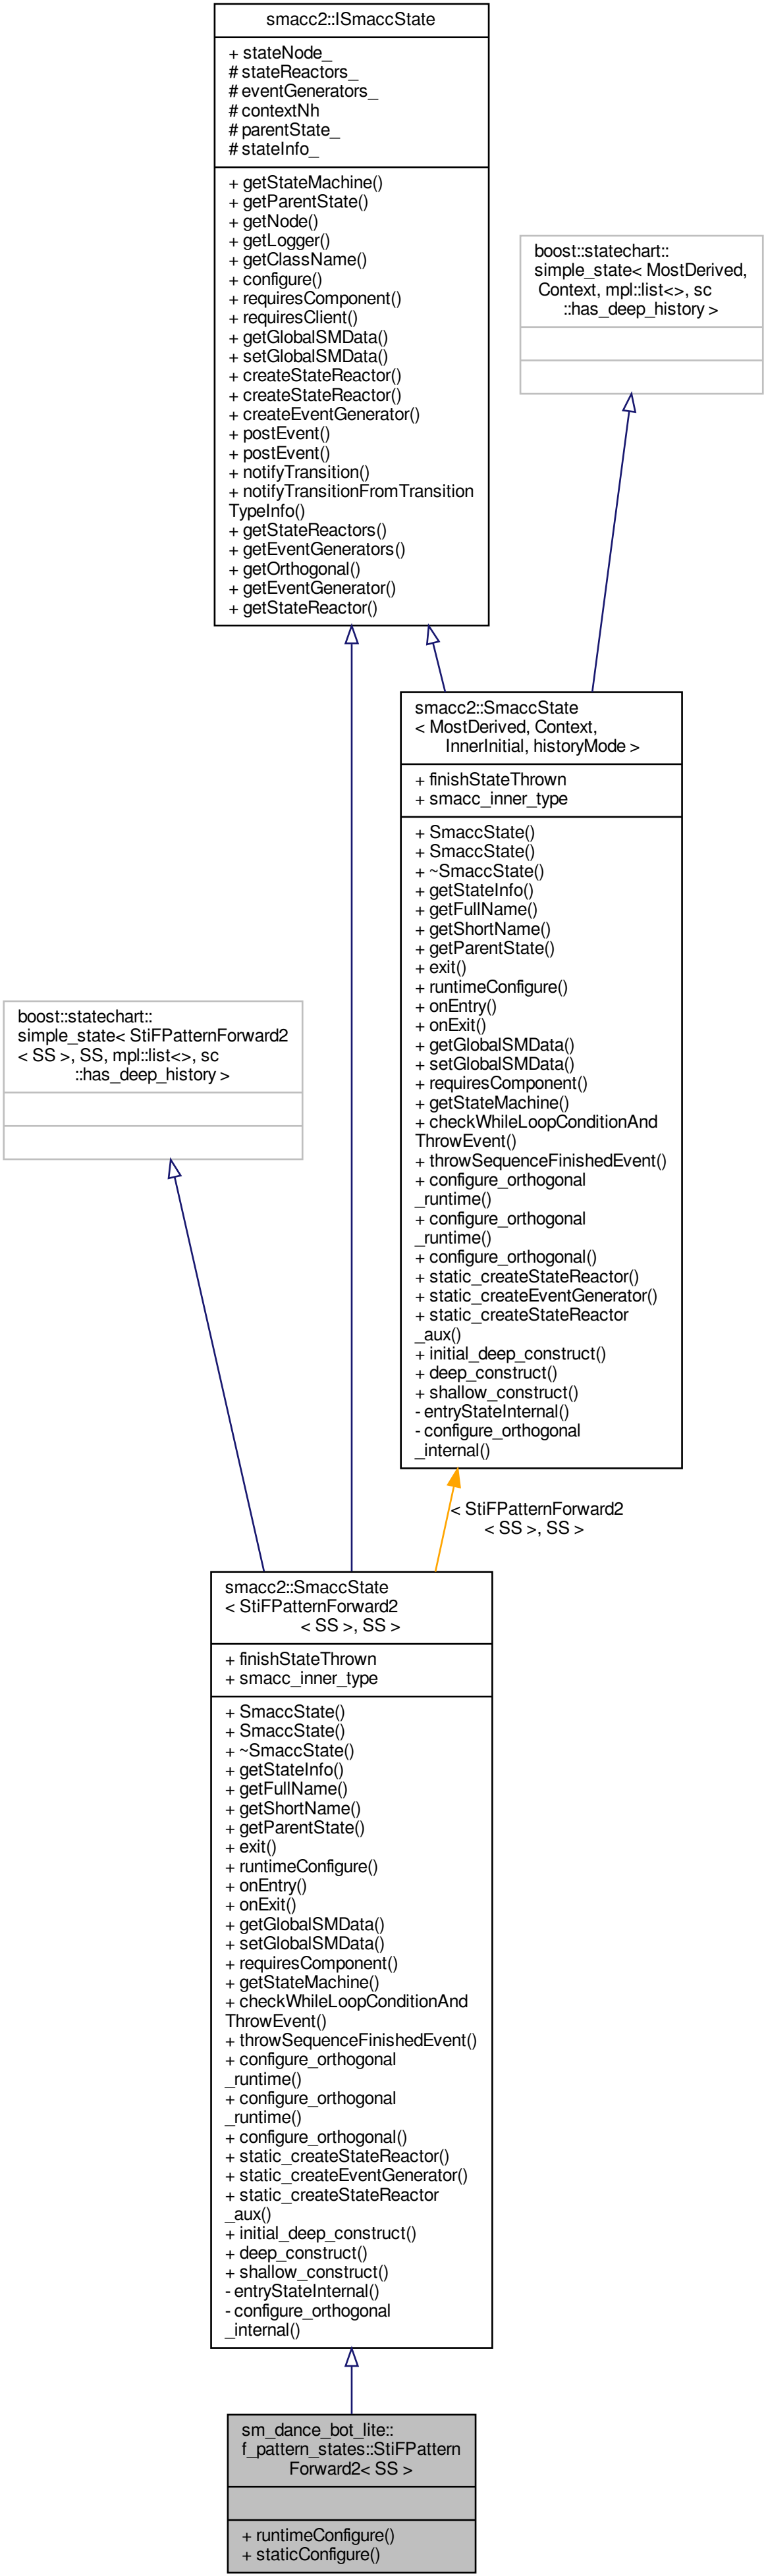 smacc2::ISmaccState
+ stateNode_
# stateReactors_
# eventGenerators_
# contextNh
# parentState_
# stateInfo_
+ getStateMachine()
+ getParentState()
+ getNode()
+ getLogger()
+ getClassName()
+ configure()
+ requiresComponent()
+ requiresClient()
+ getGlobalSMData()
+ setGlobalSMData()
+ createStateReactor()
+ createStateReactor()
+ createEventGenerator()
+ postEvent()
+ postEvent()
+ notifyTransition()
+ notifyTransitionFromTransition
TypeInfo()
+ getStateReactors()
+ getEventGenerators()
+ getOrthogonal()
+ getEventGenerator()
+ getStateReactor()
boost::statechart::
simple_state< MostDerived,
Context, mpl::list<>, sc
::has_deep_history >
smacc2::SmaccState
< MostDerived, Context,
InnerInitial, historyMode >
+ finishStateThrown
+ smacc_inner_type
+ SmaccState()
+ SmaccState()
+ ~SmaccState()
+ getStateInfo()
+ getFullName()
+ getShortName()
+ getParentState()
+ exit()
+ runtimeConfigure()
+ onEntry()
+ onExit()
+ getGlobalSMData()
+ setGlobalSMData()
+ requiresComponent()
+ getStateMachine()
+ checkWhileLoopConditionAnd
ThrowEvent()
+ throwSequenceFinishedEvent()
+ configure_orthogonal
_runtime()
+ configure_orthogonal
_runtime()
+ configure_orthogonal()
+ static_createStateReactor()
+ static_createEventGenerator()
+ static_createStateReactor
_aux()
+ initial_deep_construct()
+ deep_construct()
+ shallow_construct()
- entryStateInternal()
- configure_orthogonal
_internal()
boost::statechart::
simple_state< StiFPatternForward2
< SS >, SS, mpl::list<>, sc
::has_deep_history >
< StiFPatternForward2
< SS >, SS >
smacc2::SmaccState
< StiFPatternForward2
< SS >, SS >
+ finishStateThrown
+ smacc_inner_type
+ SmaccState()
+ SmaccState()
+ ~SmaccState()
+ getStateInfo()
+ getFullName()
+ getShortName()
+ getParentState()
+ exit()
+ runtimeConfigure()
+ onEntry()
+ onExit()
+ getGlobalSMData()
+ setGlobalSMData()
+ requiresComponent()
+ getStateMachine()
+ checkWhileLoopConditionAnd
ThrowEvent()
+ throwSequenceFinishedEvent()
+ configure_orthogonal
_runtime()
+ configure_orthogonal
_runtime()
+ configure_orthogonal()
+ static_createStateReactor()
+ static_createEventGenerator()
+ static_createStateReactor
_aux()
+ initial_deep_construct()
+ deep_construct()
+ shallow_construct()
- entryStateInternal()
- configure_orthogonal
_internal()
sm_dance_bot_lite::
f_pattern_states::StiFPattern
Forward2< SS >
+ runtimeConfigure()
+ staticConfigure()